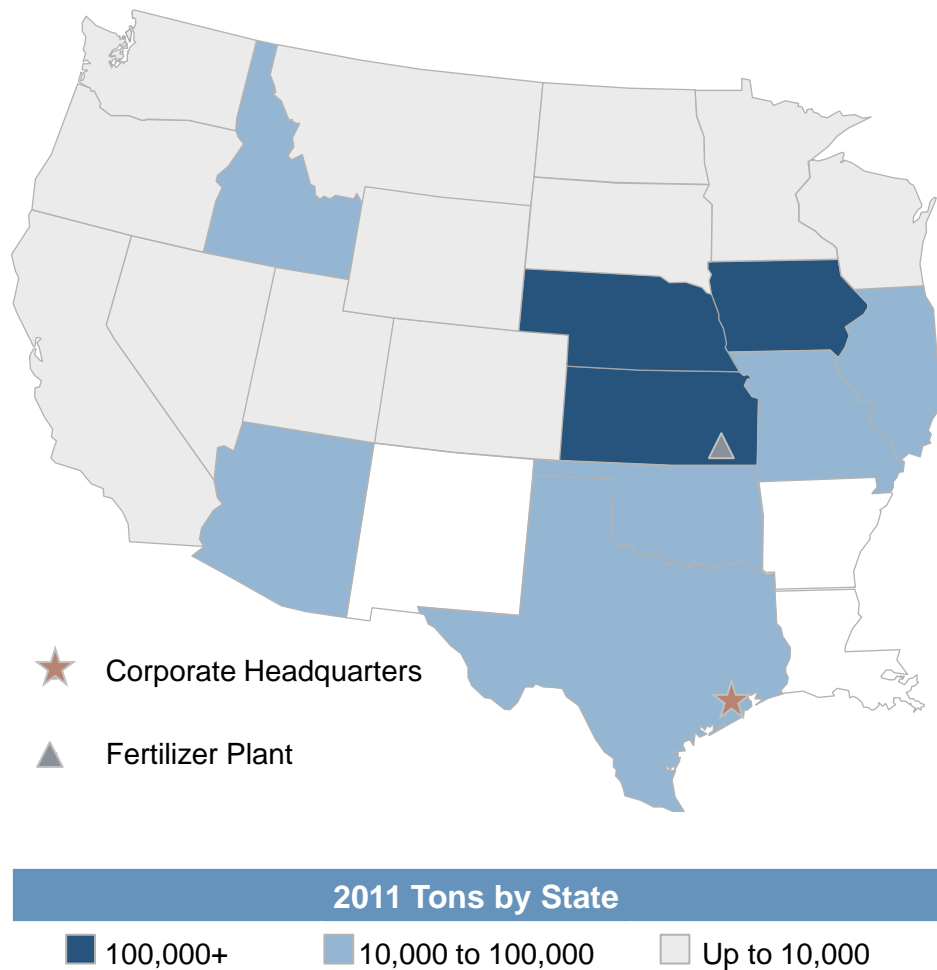 Corporate Headquarters
Fertilizer Plant
2011 Tons by State
100,000+ 10,000 to 100,000 Up to 10,000